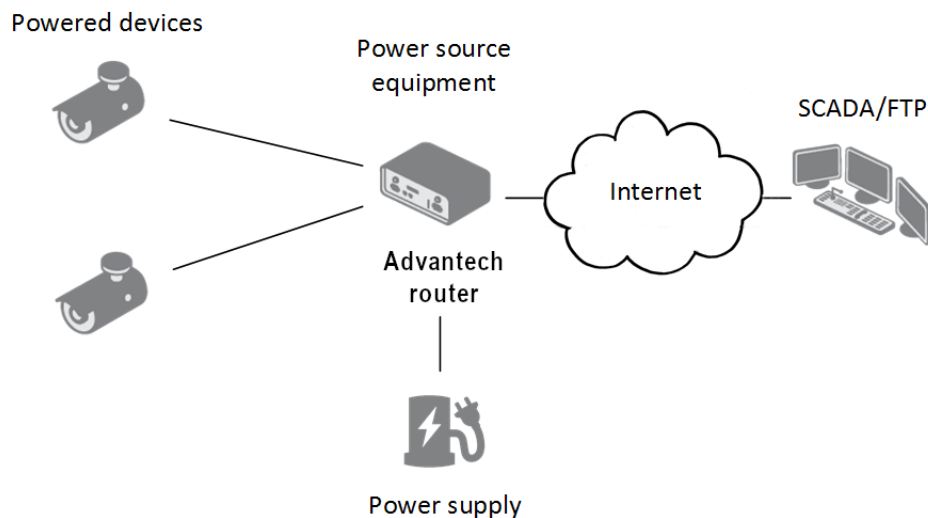 Powered devices
Power source
equipment
SCADA/FTP
Internet
Advantech
router
Power supply